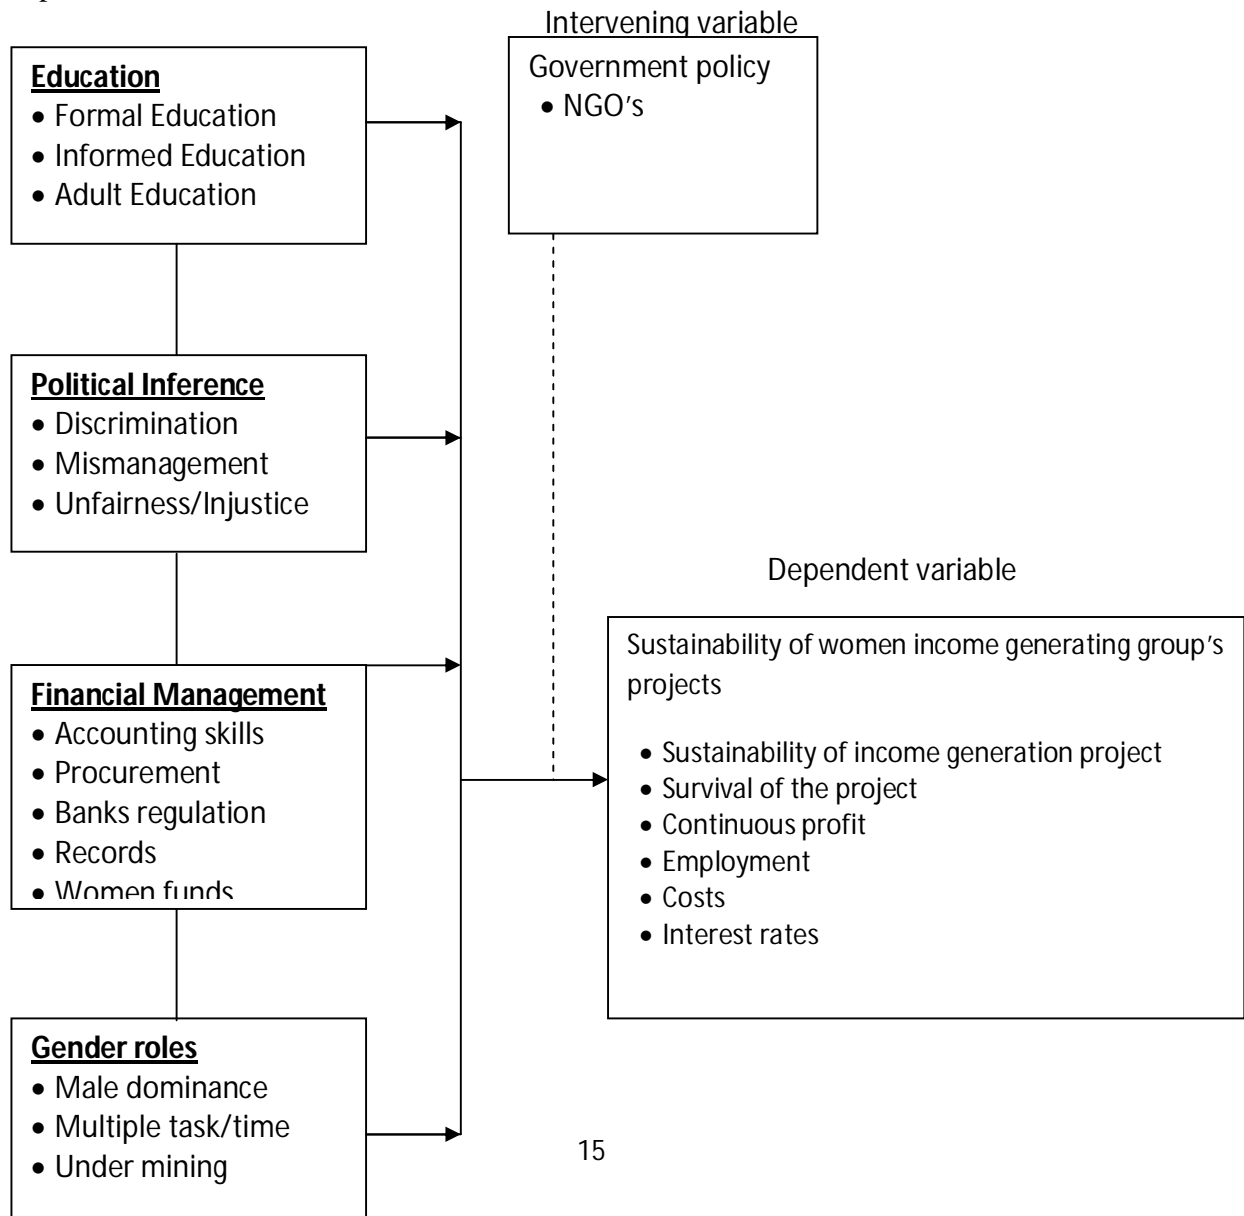 Intervening variable
Education
• Formal Education
• Informed Education
• Adult Education
Government policy
• NGO's
Political Inference
• Discrimination
• Mismanagement
• Unfairness/Injustice
Financial Management
• Accounting skills
• Procurement
• Banks regulation
• Records
• Women funds
Gender roles
• Male dominance
• Multiple task/time
• Under mining
Dependent variable
Sustainability of women income generating group's
projects
• Sustainability of income generation project
• Survival of the project
• Continuous profit
• Employment
• Costs
• Interest rates
15